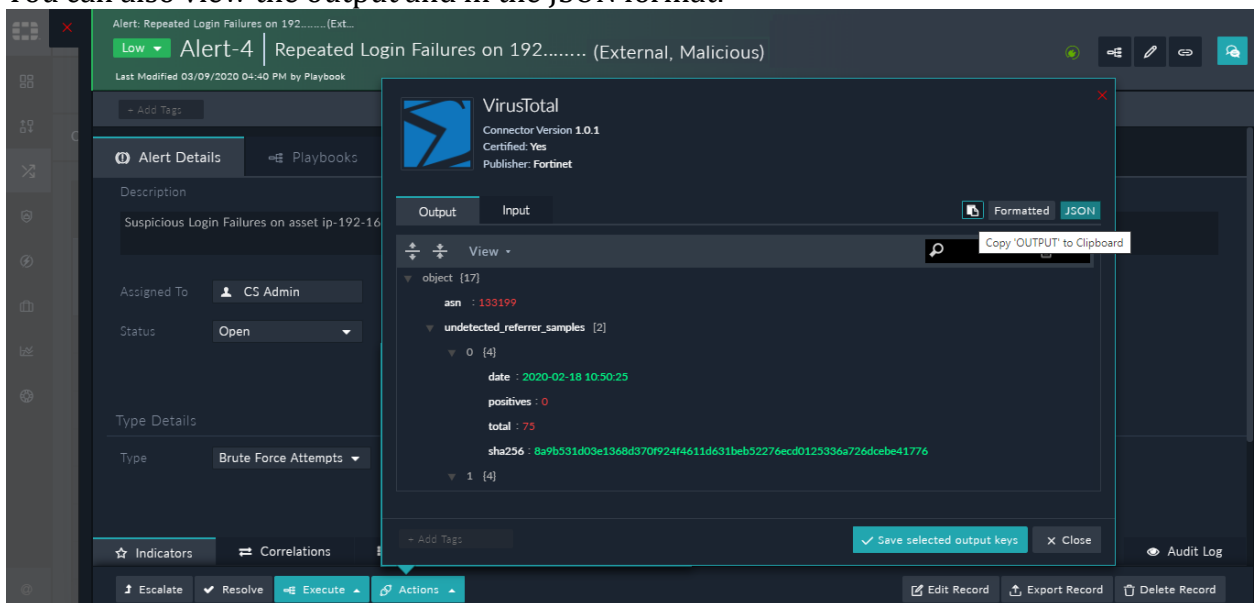 You can also view the output and in the JSON format.
Alert: Repeated Login Failures on 192........(Ext...
Low Alert-4 | Repeated Login Failures on 192........ (External, Malicious)
Last Modified 03/09/2020 04:40 PM by Playbook
+ Add Tags
Alert Details Playbooks
Description
Suspicious Login Failures on asset ip-192-16
Assigned To CS Admin
Status Open
Type Details
Type Brute Force Attempts
VirusTotal
Connector Version 1.0.1
Certified: Yes
Publisher: Fortinet
Output Input Formatted JSON
Copy 'OUTPUT' to Clipboard
View
object {17}
asn : 133199
undetected_referrer_samples [2]
0 {4}
date : 2020-02-18 10:50:25
positives : 0
total : 75
sha256 : 8a9b531d03e1368d370f924f4611d631beb52276ecd0125336a726dcebe41776
1 {4}
+ Add Tags
Save selected output keys Close
Indicators Correlations Audit Log
Escalate Resolve Execute Actions Edit Record Export Record Delete Record